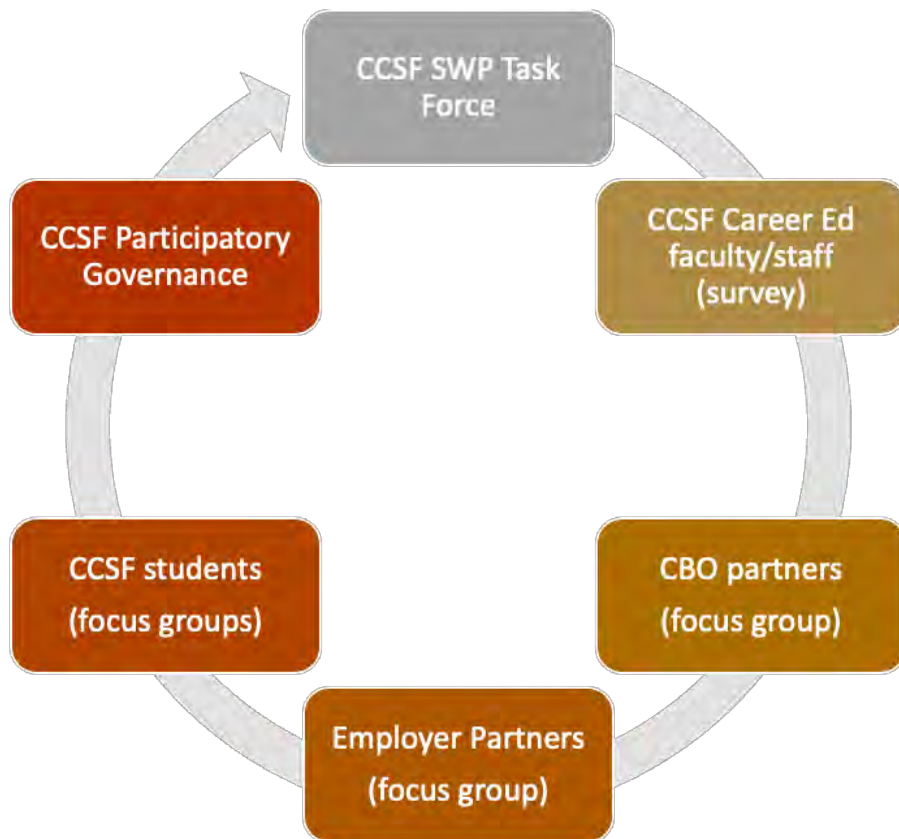 CCSF SWP Task
Force
CCSF Career Ed
faculty/staff
(survey)
CBO partners
(focus group)
Employer Partners
(focus group)
CCSF students
(focus groups)
CCSF Participatory
Governance